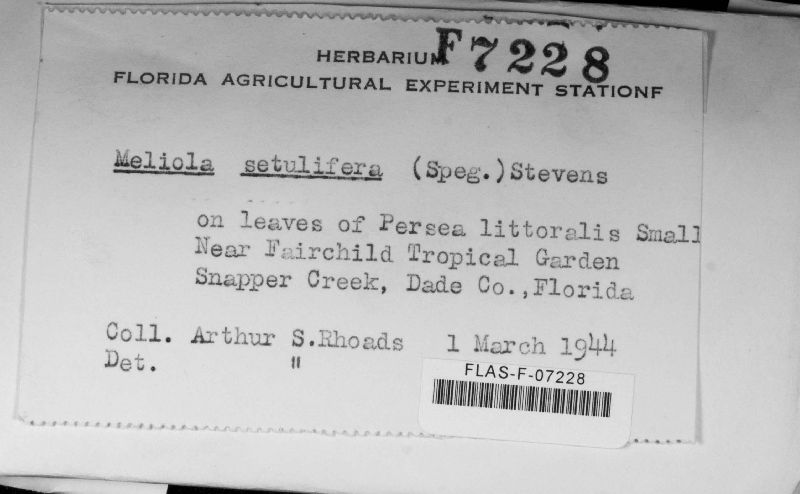 F7228
HERBARIUM
FLORIDA AGRICULTURAL EXPERIMENT STATIONF
Meliola setulifera (Speg.)Stevens
on leaves of Persea littoralis Small
Near Fairchild Tropical Garden
Snapper Creek, Dade Co.,Florida
Coll. Arthur S.Rhoads 1 March 1944
Det. "
FLAS-F-07228